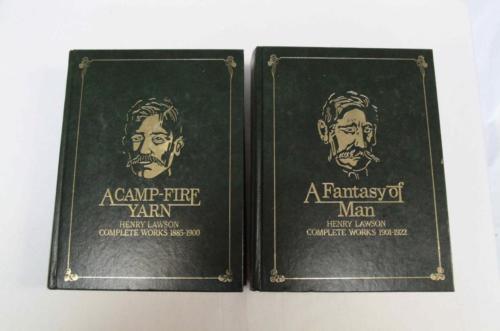 A CAMP-FIRE
YARN
HENRY LAWSON
COMPLETE WORKS 1885-1900
A Fantasy of
Man
HENRY LAWSON
COMPLETE WORKS 1901-1922